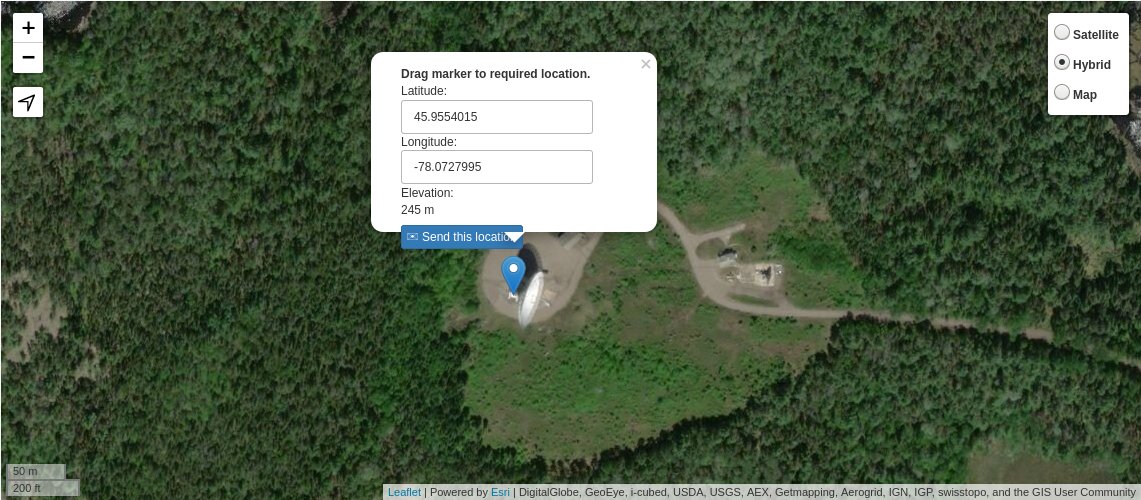 +
Satellite
−
Hybrid
Map
×
Drag marker to required location.
Latitude:
45.9554015
Longitude:
-78.0727995
Elevation:
245 m
Send this location
50 m
200 ft
Leaflet | Powered by Esri | DigitalGlobe, GeoEye, i-cubed, USDA, USGS, AEX, Getmapping, Aerogrid, IGN, IGP, swisstopo, and the GIS User Community